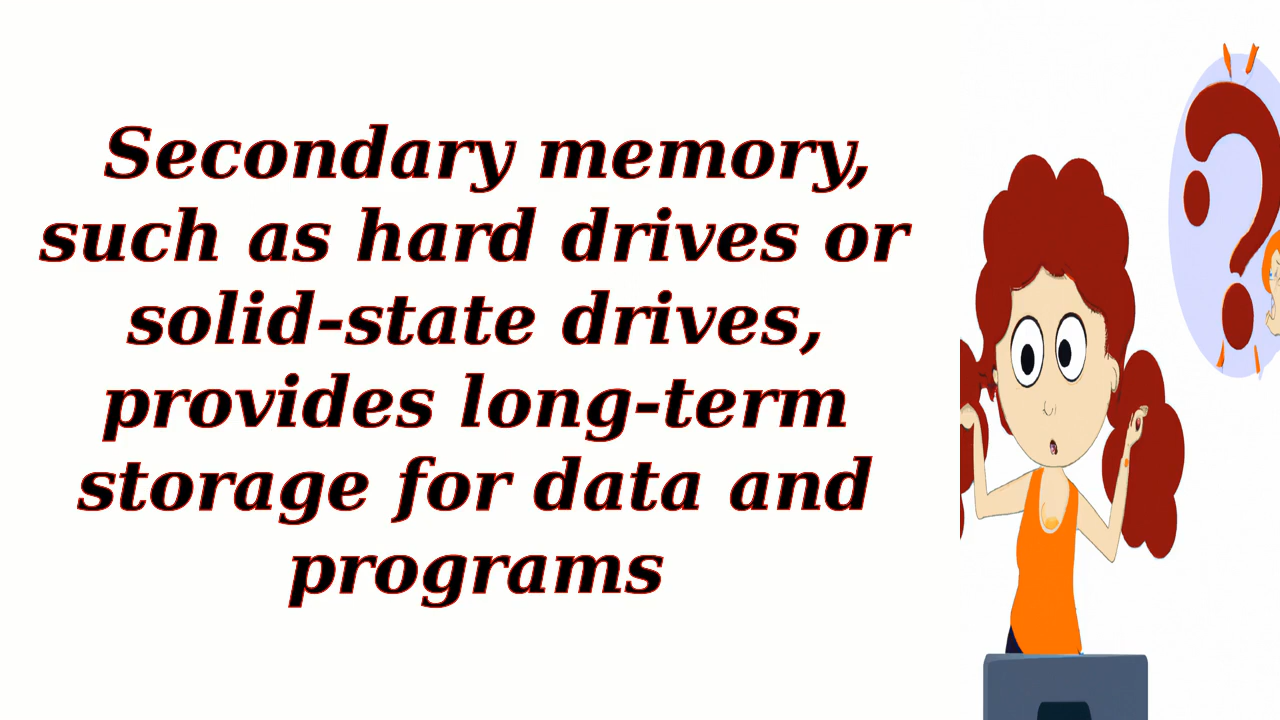 Secondary memory,
such as hard drives or
solid-state drives,
provides long-term
storage for data and
programs